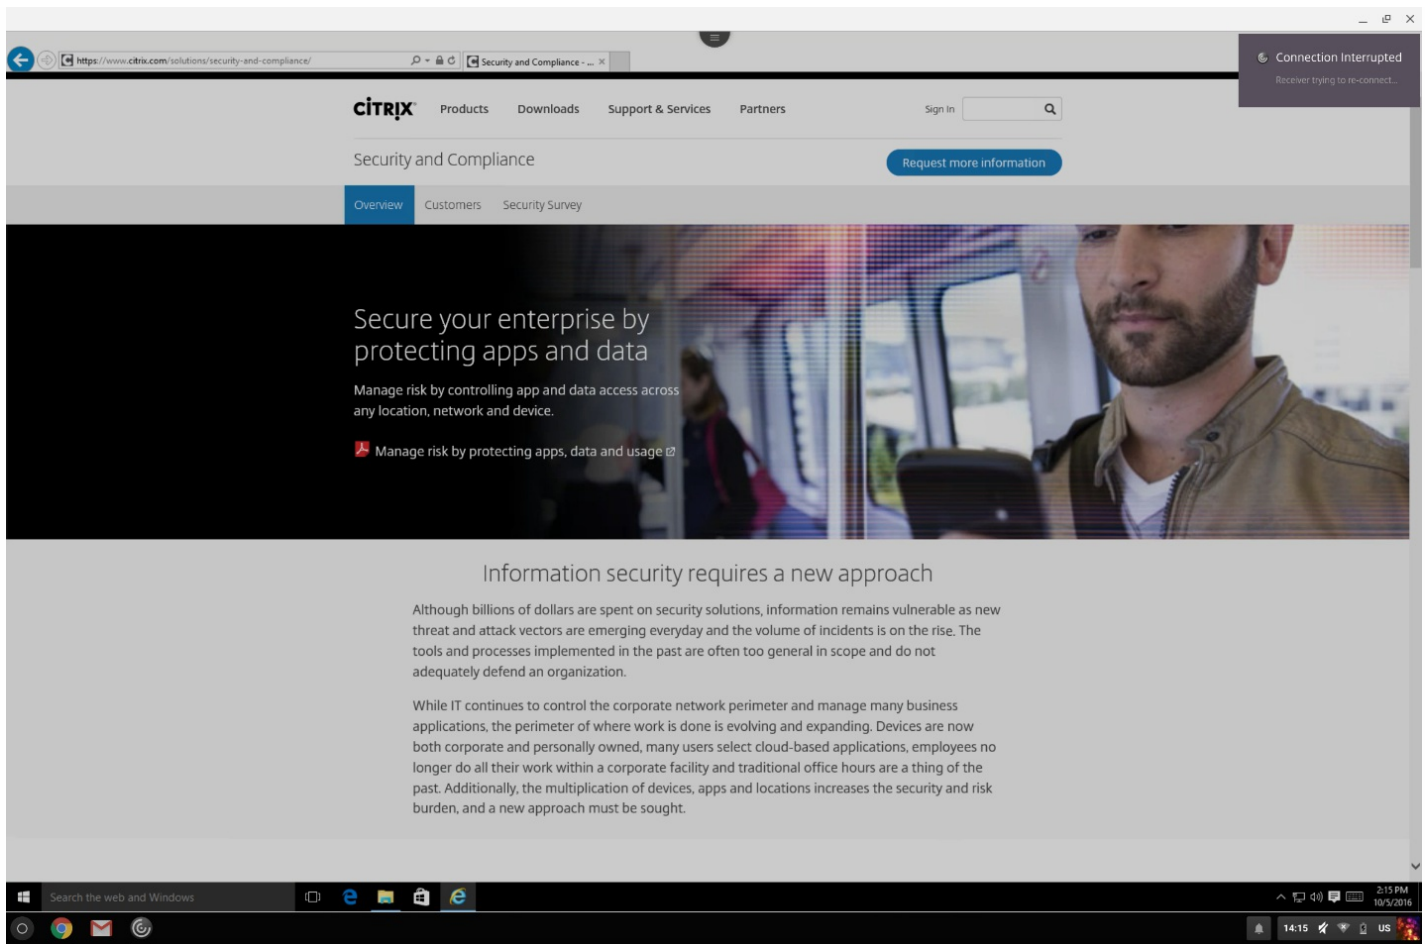 https://www.citrix.com/solutions/security-and-compliance/
Security and Compliance - ...
Connection Interrupted
Receiver trying to re-connect...
CITRIX
Products
Downloads
Support & Services
Partners
Sign In
Security and Compliance
Request more information
Overview
Customers
Security Survey
Secure your enterprise by
protecting apps and data
Manage risk by controlling app and data access across
any location, network and device.
Manage risk by protecting apps, data and usage
Information security requires a new approach
Although billions of dollars are spent on security solutions, information remains vulnerable as new
threat and attack vectors are emerging everyday and the volume of incidents is on the rise. The
tools and processes implemented in the past are often too general in scope and do not
adequately defend an organization.
While IT continues to control the corporate network perimeter and manage many business
applications, the perimeter of where work is done is evolving and expanding. Devices are now
both corporate and personally owned, many users select cloud-based applications, employees no
longer do all their work within a corporate facility and traditional office hours are a thing of the
past. Additionally, the multiplication of devices, apps and locations increases the security and risk
burden, and a new approach must be sought.
Search the web and Windows
2:15 PM
10/5/2016
14:15
US